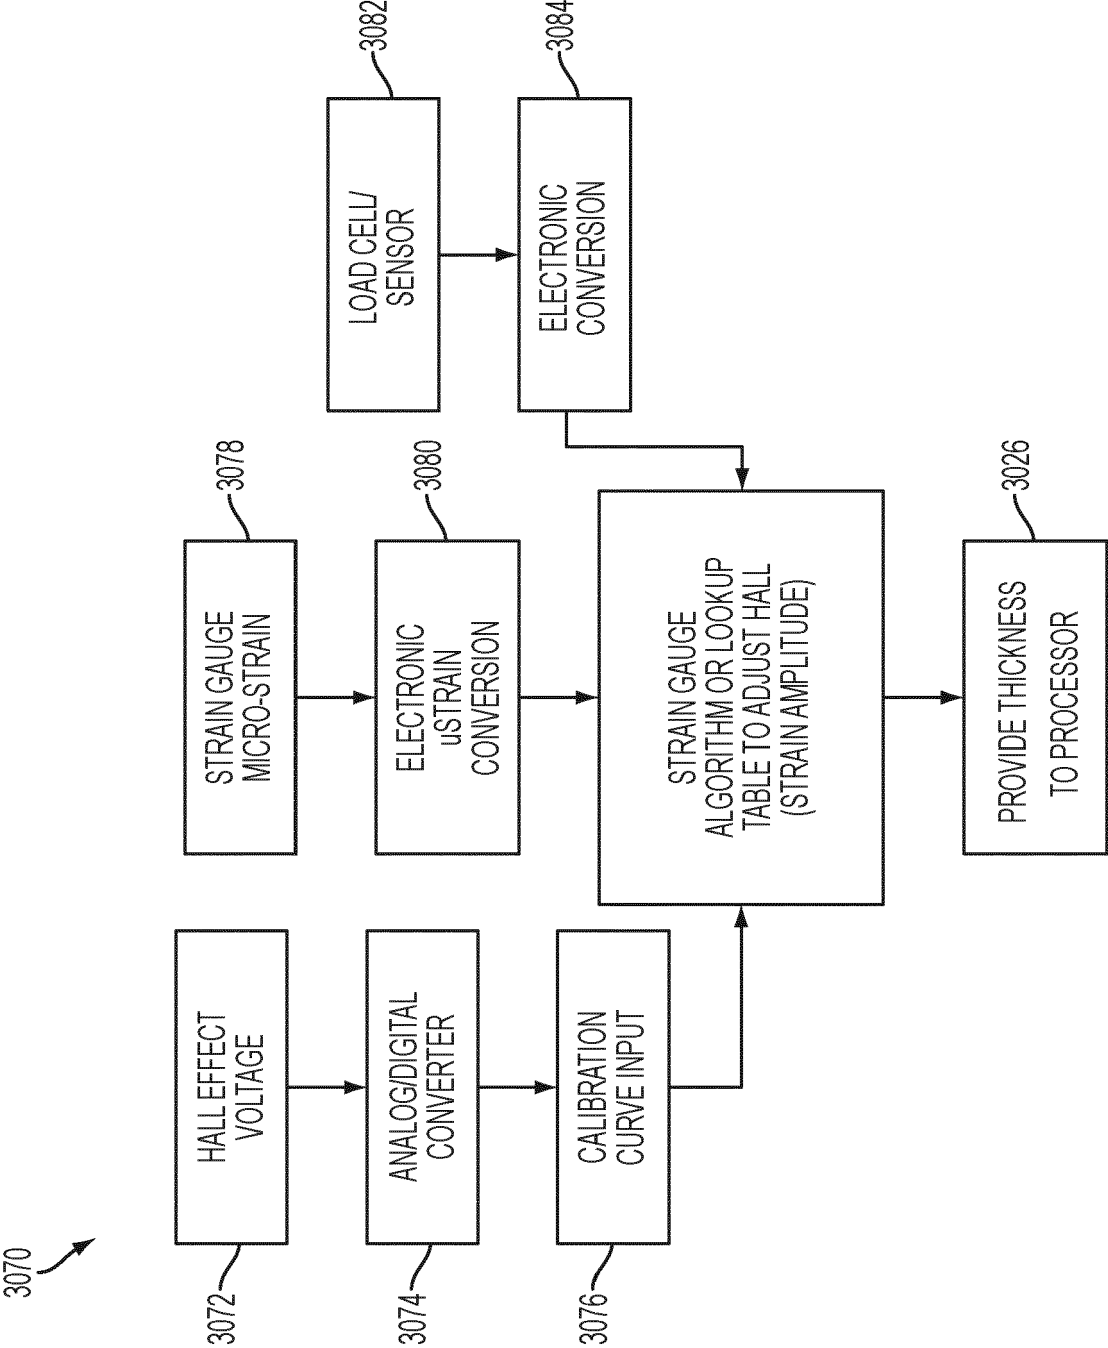 3070
HALL EFFECT
VOLTAGE
3072
ANALOG/DIGITAL
CONVERTER
3074
CALIBRATION
CURVE INPUT
3076
STRAIN GAUGE
MICRO-STRAIN
3078
ELECTRONIC
uSTRAIN
CONVERSION
3080
LOAD CELL/
SENSOR
3082
ELECTRONIC
CONVERSION
3084
STRAIN GAUGE
ALGORITHM OR LOOKUP
TABLE TO ADJUST HALL
(STRAIN AMPLITUDE)
PROVIDE THICKNESS
TO PROCESSOR
3026